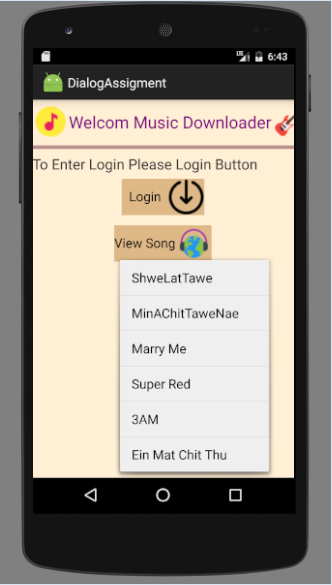 6:43
DialogAssigment
Welcom Music Downloader
To Enter Login Please Login Button
Login
View Song
ShweLatTawe
MinAChitTaweNae
Marry Me
Super Red
3AM
Ein Mat Chit Thu